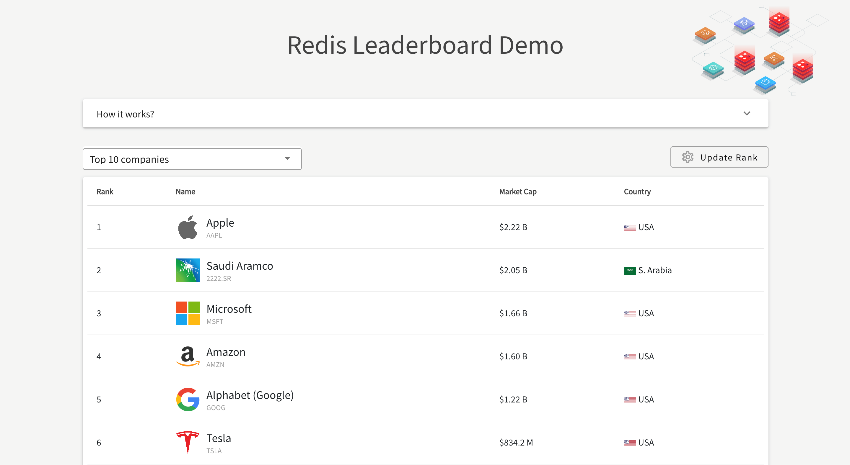 Redis Leaderboard Demo
How it works?
Top 10 companies
Update Rank
Rank Name Market Cap Country
1 Apple $2.22 B USA
AAPL
2 Saudi Aramco $2.05 B S. Arabia
2222.SR
3 Microsoft $1.66 B USA
MSFT
4 Amazon $1.60 B USA
AMZN
5 Alphabet (Google) $1.22 B USA
GOOG
6 Tesla $834.2 M USA
TSLA